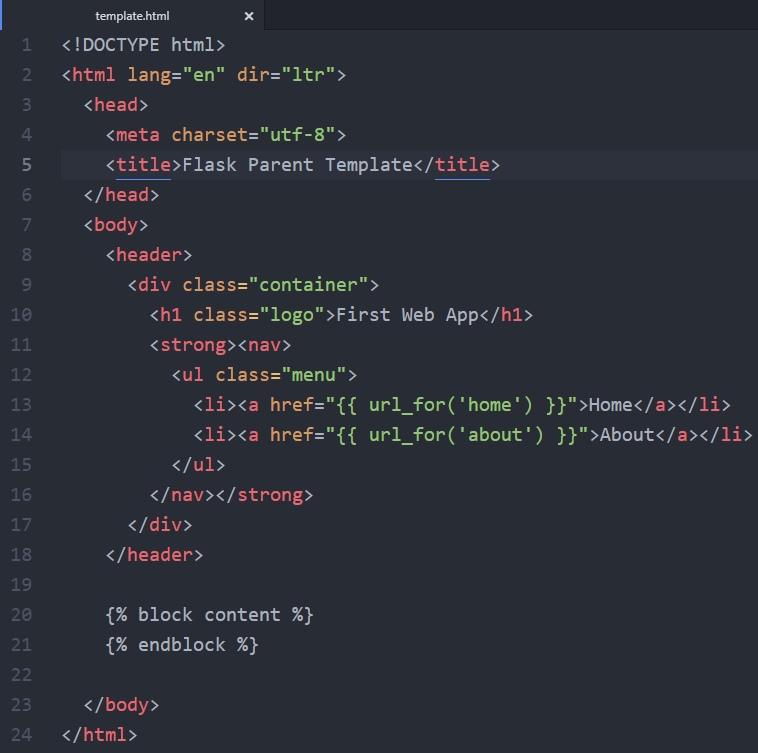 template.html ×
1 <!DOCTYPE html>
2 <html lang="en" dir="ltr">
3   <head>
4     <meta charset="utf-8">
5     <title>Flask Parent Template</title>
6   </head>
7   <body>
8     <header>
9       <div class="container">
10         <h1 class="logo">First Web App</h1>
11         <strong><nav>
12           <ul class="menu">
13             <li><a href="{{ url_for('home') }}">Home</a></li>
14             <li><a href="{{ url_for('about') }}">About</a></li>
15           </ul>
16         </nav></strong>
17       </div>
18     </header>
19
20     {% block content %}
21     {% endblock %}
22
23   </body>
24 </html>